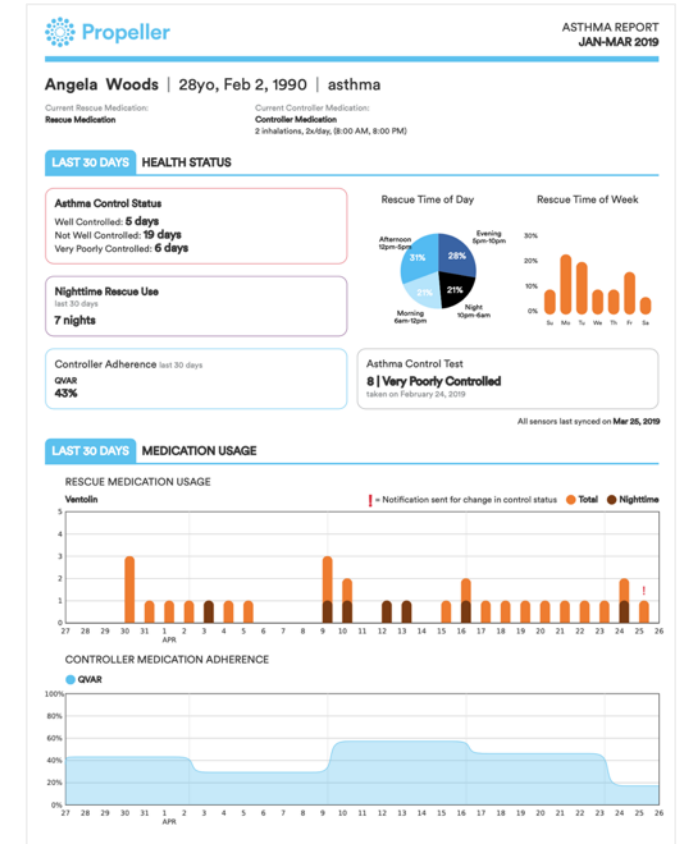 Propeller
ASTHMA REPORT
JAN-MAR 2019
Angela Woods | 28yo, Feb 2, 1990 | asthma
Current Rescue Medication:
Rescue Medication
Current Controller Medication:
Controller Medication
2 inhalations, 2x/day, (8:00 AM, 8:00 PM)
LAST 30 DAYS HEALTH STATUS
Asthma Control Status
Well Controlled: 5 days
Not Well Controlled: 19 days
Very Poorly Controlled: 6 days
Nighttime Rescue Use
last 30 days
7 nights
Controller Adherence last 30 days
QVAR
43%
Rescue Time of Day
Afternoon
12pm-5pm
31%
Evening
5pm-10pm
28%
21%
21%
Morning
6am-12pm
Night
10pm-6am
Rescue Time of Week
30%
20%
10%
0%
Su Mo Tu We Th Fr Sa
Asthma Control Test
8 | Very Poorly Controlled
taken on February 24, 2019
All sensors last synced on Mar 25, 2019
LAST 30 DAYS MEDICATION USAGE
RESCUE MEDICATION USAGE
Ventolin
! = Notification sent for change in control status Total Nighttime
5
4
3
2
1
0
!
27 28 29 30 31 1 2 3 4 5 6 7 8 9 10 11 12 13 14 15 16 17 18 19 20 21 22 23 24 25 26
APR
CONTROLLER MEDICATION ADHERENCE
QVAR
100%
80%
60%
40%
20%
0%
27 28 29 30 31 1 2 3 4 5 6 7 8 9 10 11 12 13 14 15 16 17 18 19 20 21 22 23 24 25 26
APR